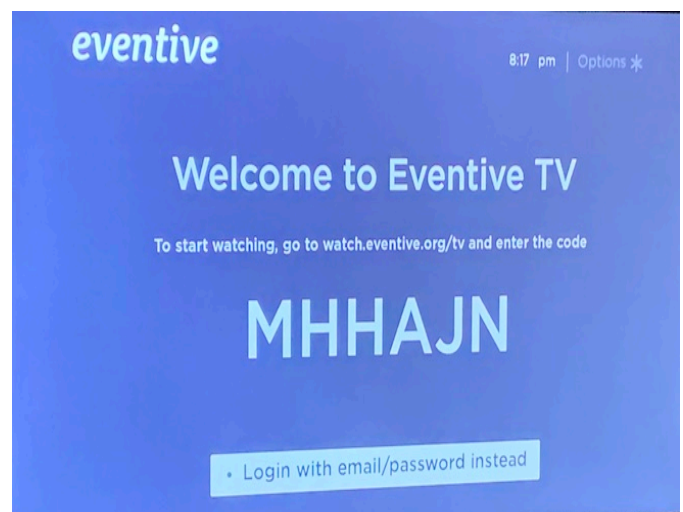 eventive
8:17 pm | Options *
Welcome to Eventive TV
To start watching, go to watch.eventive.org/tv and enter the code
MHHAJN
• Login with email/password instead